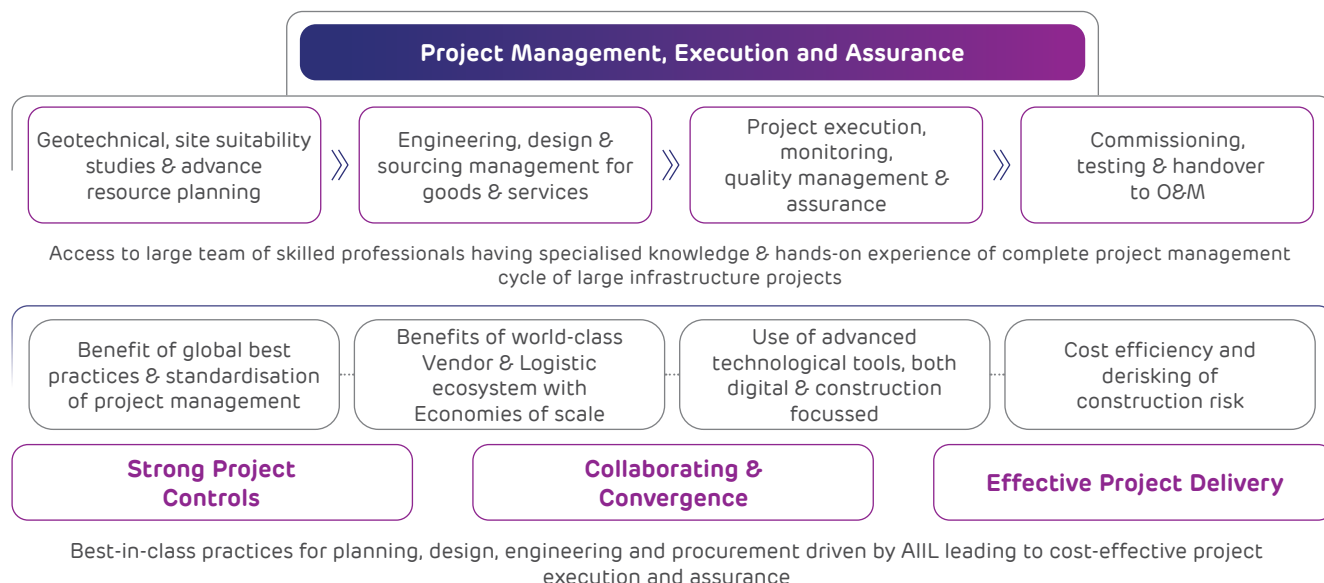 Project Management, Execution and Assurance
Geotechnical, site suitability
studies & advance
resource planning
Engineering, design &
sourcing management for
goods & services
Project execution,
monitoring,
quality management &
assurance
Commissioning,
testing & handover
to O&M
Access to large team of skilled professionals having specialised knowledge & hands-on experience of complete project management
cycle of large infrastructure projects
Benefit of global best
practices & standardisation
of project management
Benefits of world-class
Vendor & Logistic
ecosystem with
Economies of scale
Use of advanced
technological tools, both
digital & construction
focussed
Cost efficiency and
derisking of
construction risk
Strong Project
Controls
Collaborating &
Convergence
Effective Project Delivery
Best-in-class practices for planning, design, engineering and procurement driven by AIIL leading to cost-effective project
execution and assurance